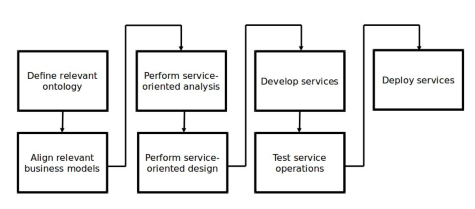 Define relevant
ontology
Align relevant
business models
Perform service-
oriented analysis
Perform service-
oriented design
Develop services
Test service
operations
Deploy services